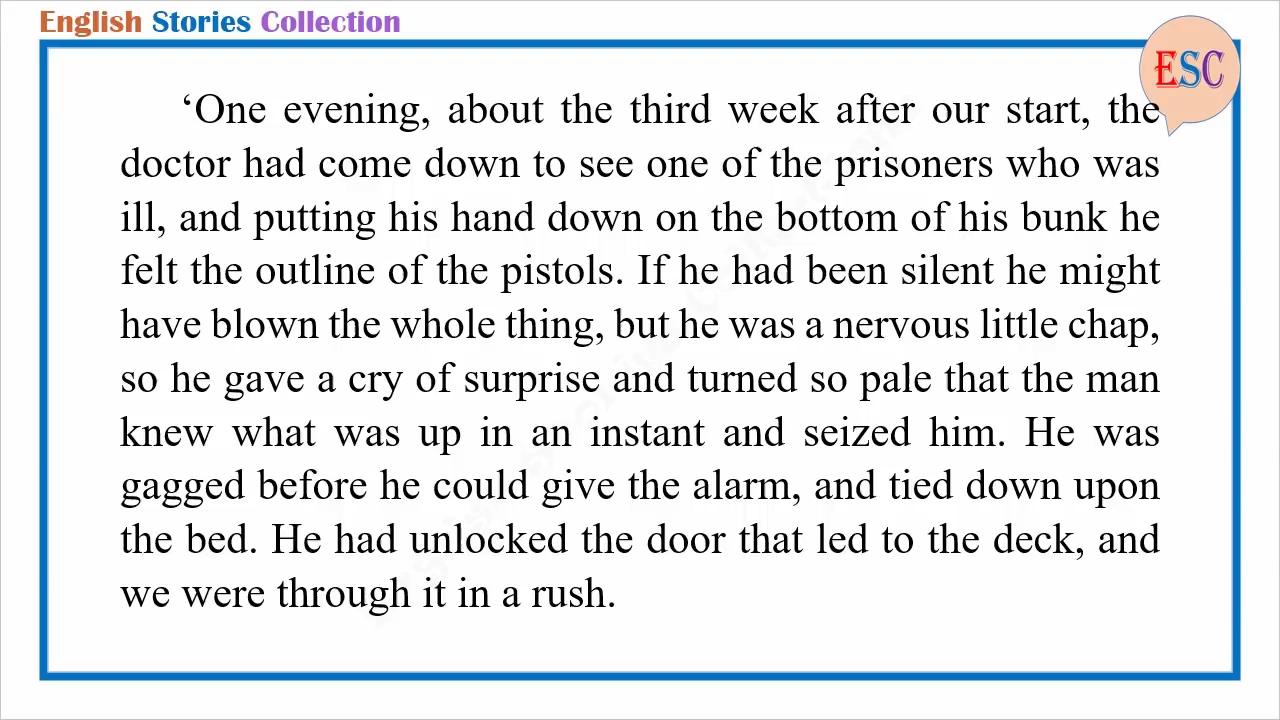 English Stories Collection
ESC
‘One evening, about the third week after our start, the
doctor had come down to see one of the prisoners who was
ill, and putting his hand down on the bottom of his bunk he
felt the outline of the pistols. If he had been silent he might
have blown the whole thing, but he was a nervous little chap,
so he gave a cry of surprise and turned so pale that the man
knew what was up in an instant and seized him. He was
gagged before he could give the alarm, and tied down upon
the bed. He had unlocked the door that led to the deck, and
we were through it in a rush.